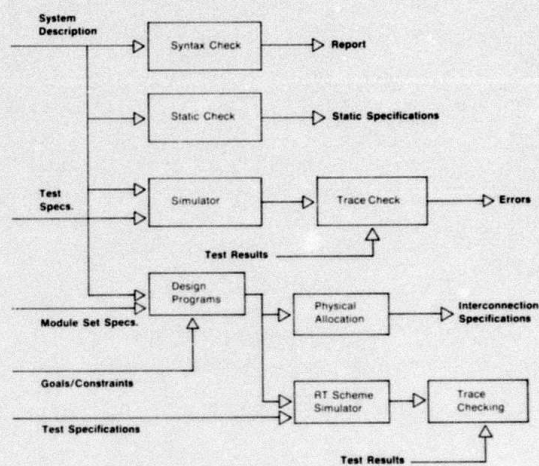 System
Description
Syntax Check
Report
Static Check
Static Specifications
Test
Specs.
Simulator
Trace Check
Errors
Test Results
Design
Programs
Physical
Allocation
Interconnection
Specifications
Module Set Specs.
Goals/Constraints
RT Scheme
Simulator
Trace
Checking
Test Specifications
Test Results